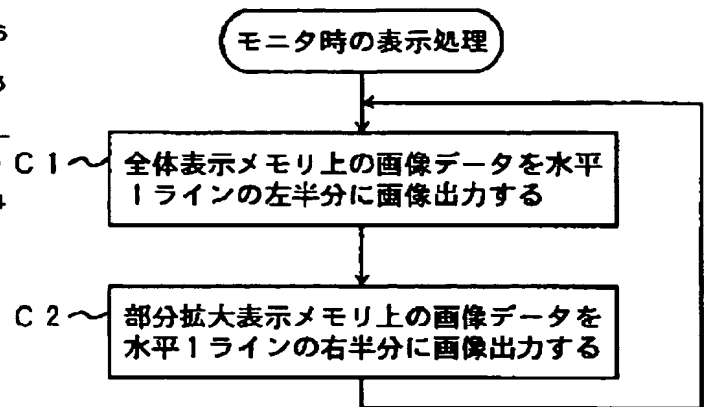 モニタ時の表示処理
C1 全体表示メモリ上の画像データを水平
1ラインの左半分に画像出力する
C2 部分拡大表示メモリ上の画像データを
水平1ラインの右半分に画像出力する